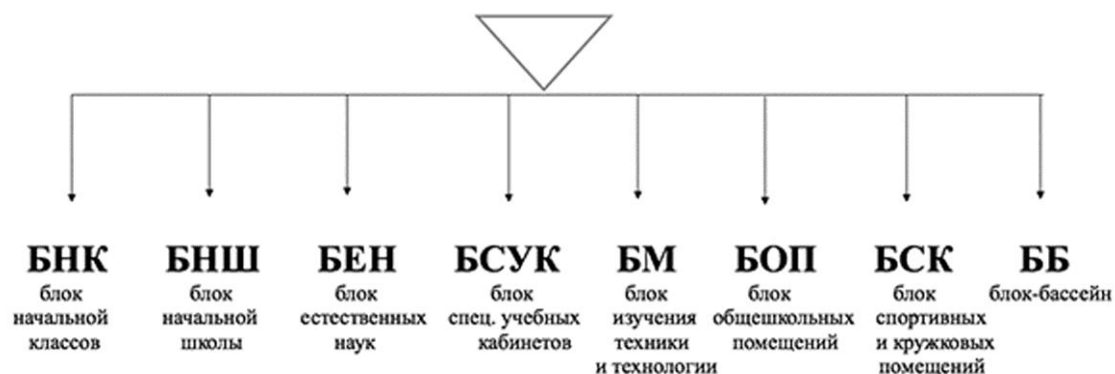 БНК
блок
начальной
классов
БНШ
блок
начальной
школы
БЕН
блок
естественных
наук
БСУК
блок
спец. учебных
кабинетов
БМ
блок
изучения
техники
и технологии
БОП
блок
общешкольных
помещений
БСК
блок
спортивных
и кружковых
помещений
ББ
блок-бассейн